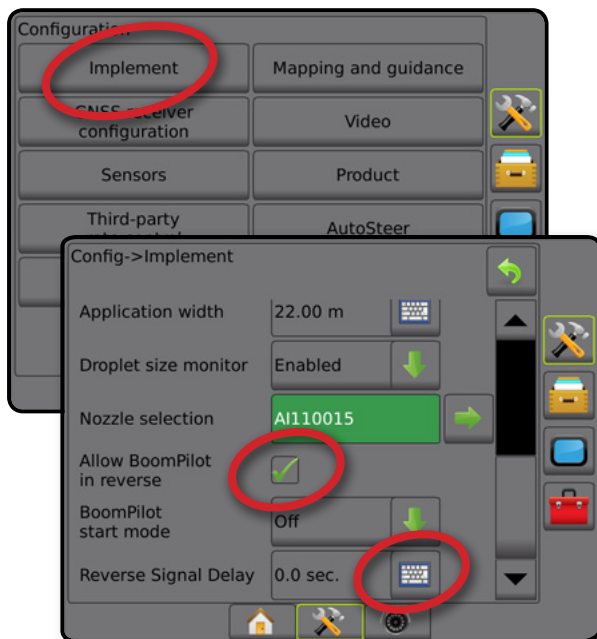 Configuration
Implement
Mapping and guidance
GNSS receiver
configuration
Video
Sensors
Product
Third-party
AutoSteer
Config->Implement
Application width
22.00 m
Droplet size monitor
Enabled
Nozzle selection
AI110015
Allow BoomPilot
in reverse
BoomPilot
start mode
Off
Reverse Signal Delay
0.0 sec.